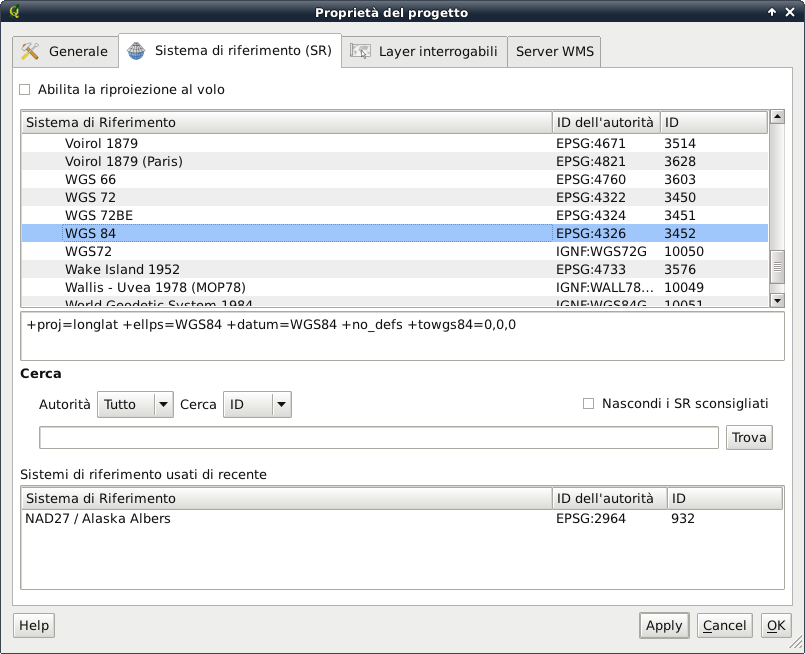 Proprietà del progetto
Generale Sistema di riferimento (SR) Layer interrogabili Server WMS
Abilita la riproiezione al volo
Sistema di Riferimento ID dell'autorità ID
Voirol 1879 EPSG:4671 3514
Voirol 1879 (Paris) EPSG:4821 3628
WGS 66 EPSG:4760 3603
WGS 72 EPSG:4322 3450
WGS 72BE EPSG:4324 3451
WGS 84 EPSG:4326 3452
WGS72 IGNF:WGS72G 10050
Wake Island 1952 EPSG:4733 3576
Wallis - Uvea 1978 (MOP78) IGNF:WALL78... 10049
World Geodetic System 1984 IGNF:WGS84G 10051
+proj=longlat +ellps=WGS84 +datum=WGS84 +no_defs +towgs84=0,0,0
Cerca
Autorità Tutto Cerca ID Nascondi i SR sconsigliati
Trova
Sistemi di riferimento usati di recente
Sistema di Riferimento ID dell'autorità ID
NAD27 / Alaska Albers EPSG:2964 932
Help Apply Cancel OK